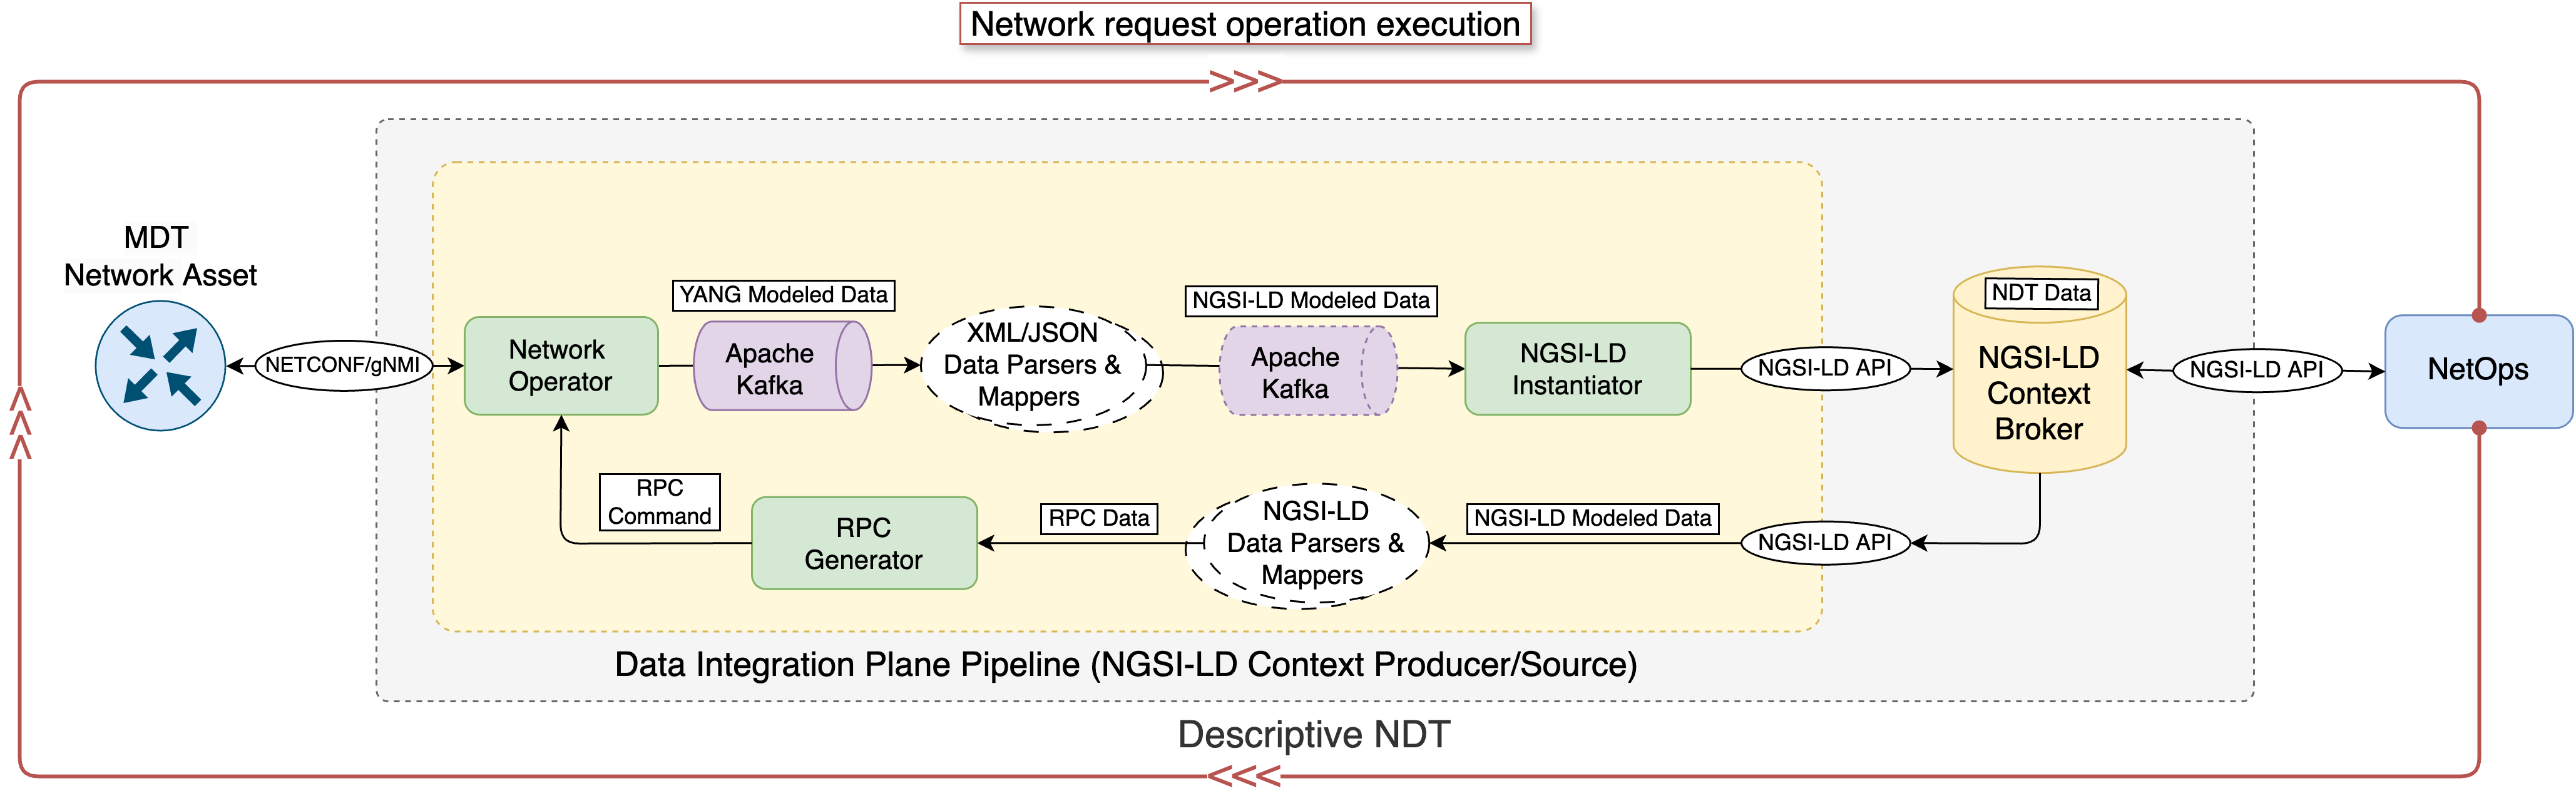 Network request operation execution
MDT
Network Asset
NETCONF/gNMI
Network
Operator
YANG Modeled Data
Apache
Kafka
XML/JSON
Data Parsers &
Mappers
NGSI-LD Modeled Data
Apache
Kafka
NGSI-LD
Instantiator
NGSI-LD API
NDT Data
NGSI-LD
Context
Broker
NGSI-LD API
NetOps
RPC
Command
RPC
Generator
RPC Data
NGSI-LD
Data Parsers &
Mappers
NGSI-LD Modeled Data
NGSI-LD API
Data Integration Plane Pipeline (NGSI-LD Context Producer/Source)
Descriptive NDT